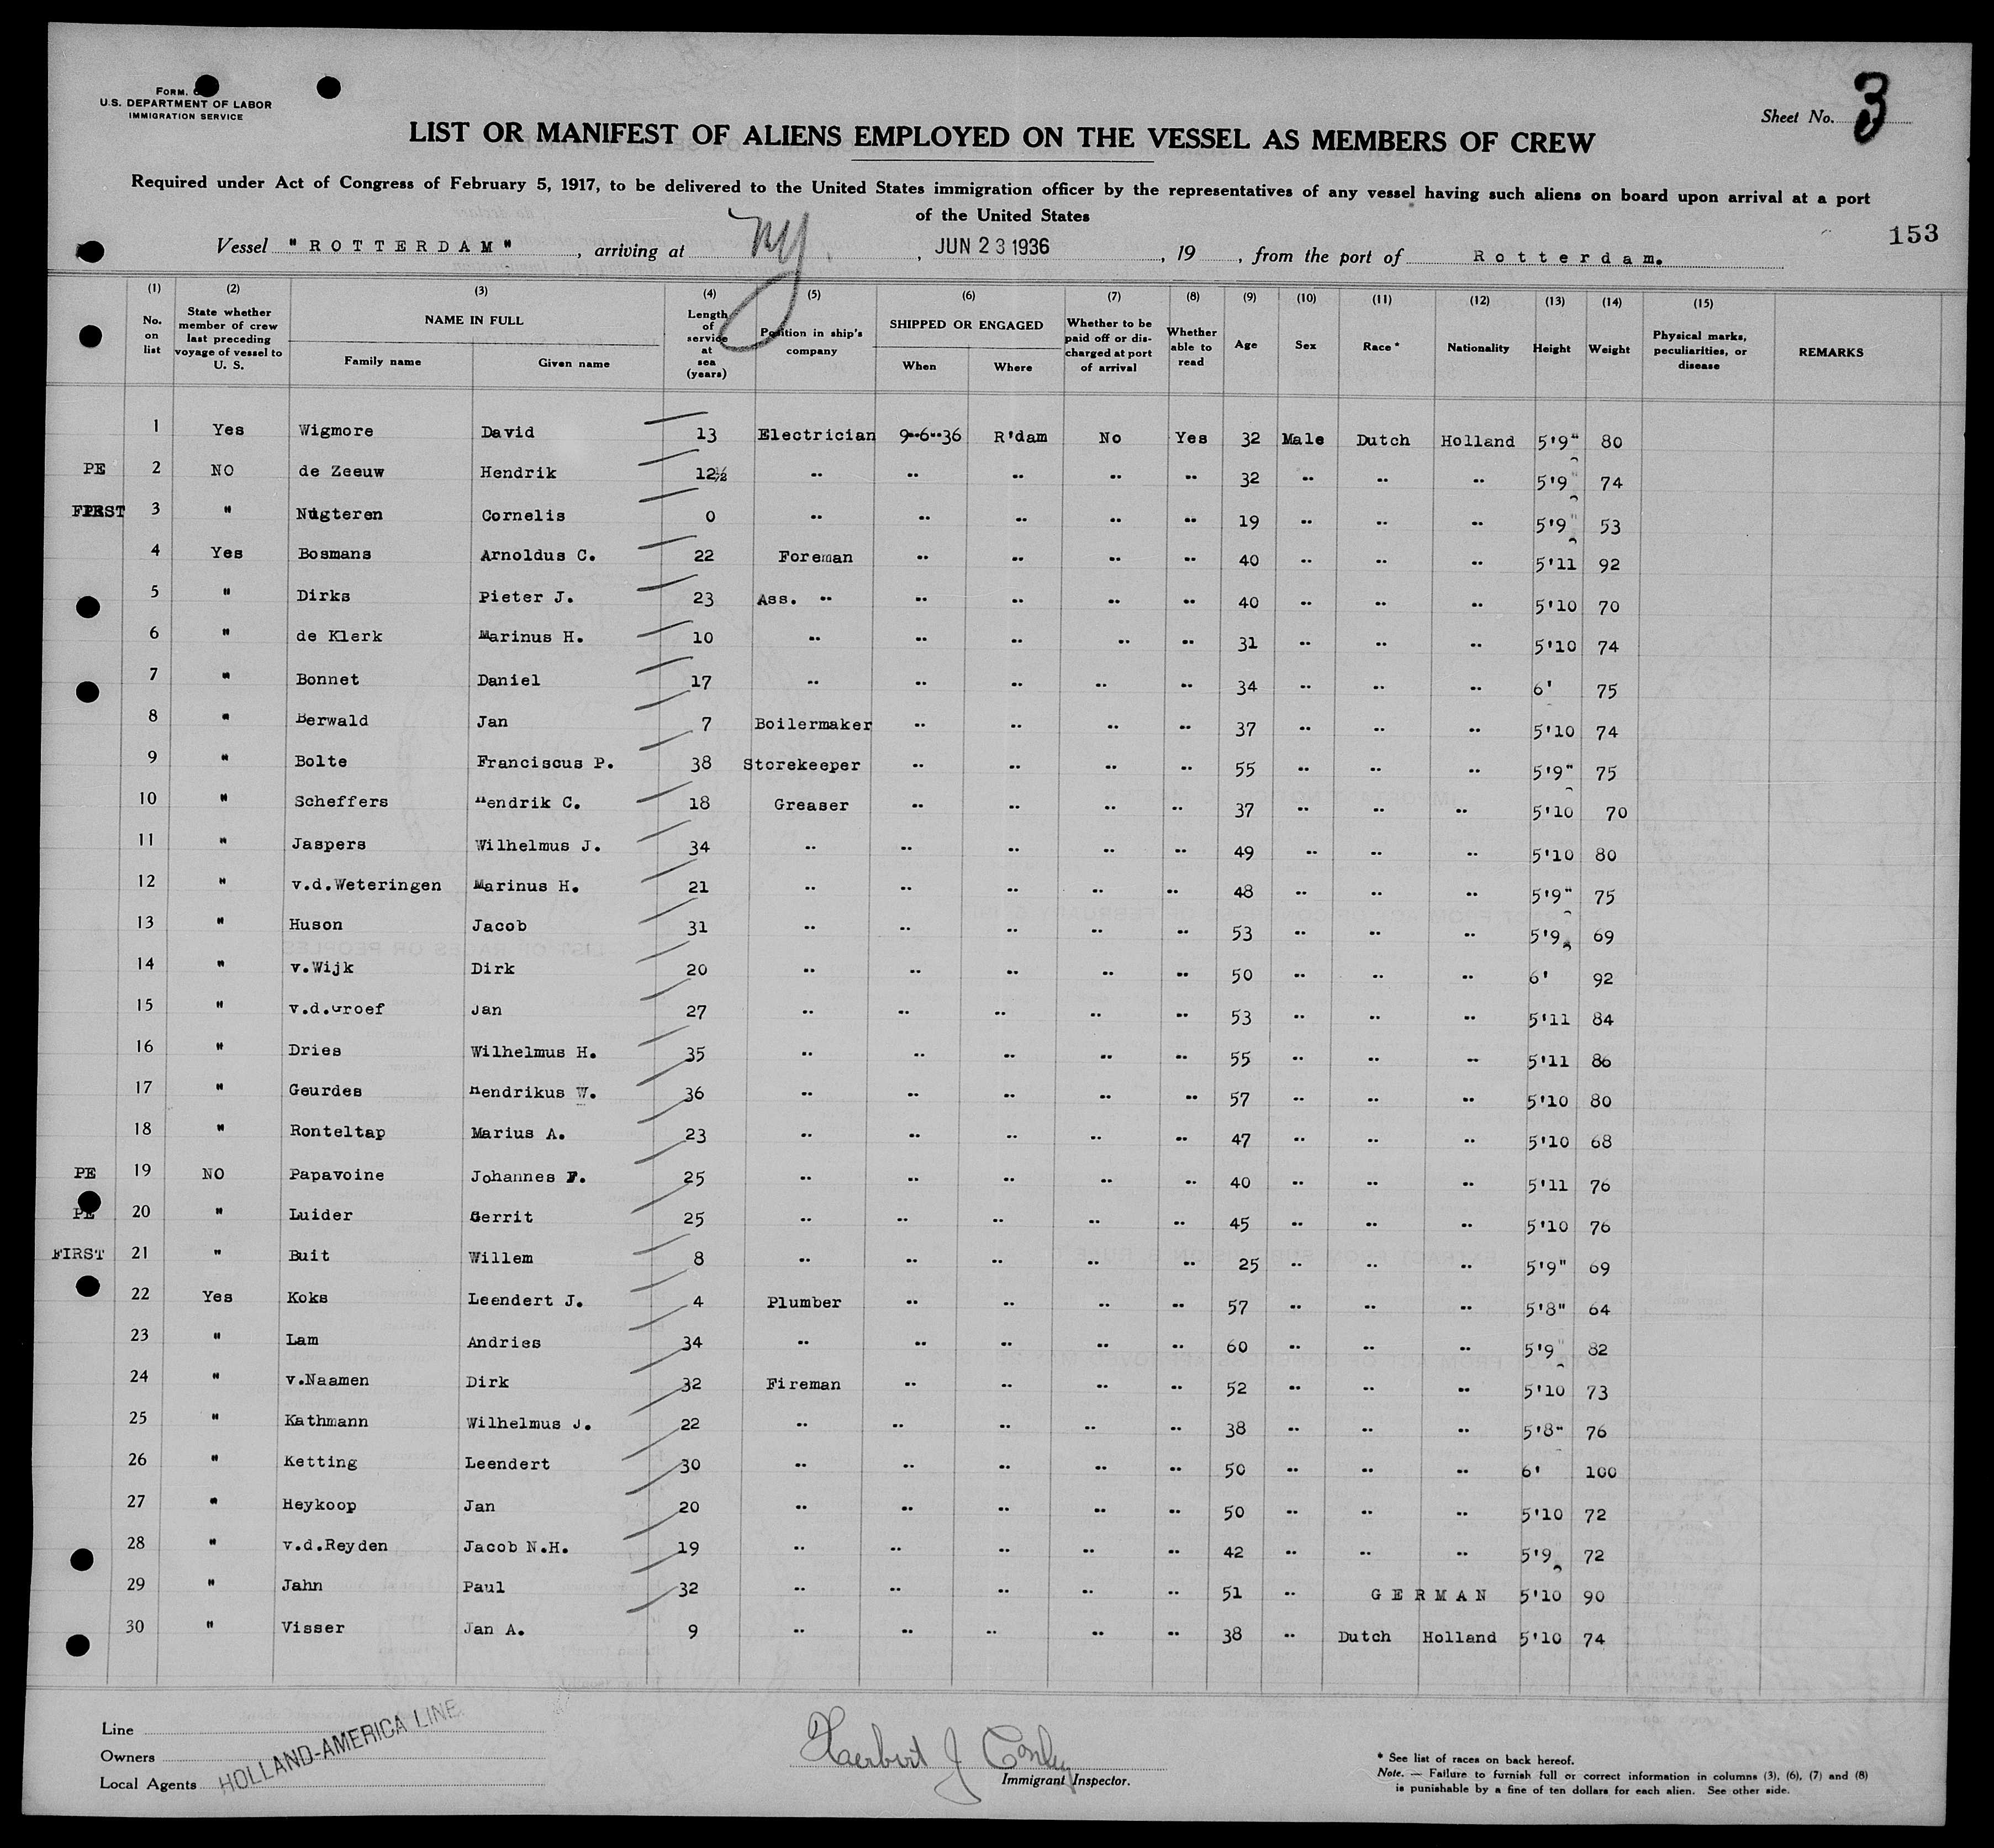 FORM.
U.S. DEPARTMENT OF LABOR
IMMIGRATION SERVICE
Sheet No. 3
LIST OR MANIFEST OF ALIENS EMPLOYED ON THE VESSEL AS MEMBERS OF CREW
Required under Act of Congress of February 5, 1917, to be delivered to the United States immigration officer by the representatives of any vessel having such aliens on board upon arrival at a port
of the United States
153
Vessel "ROTTERDAM", arriving at NY, JUN 23 1936, 19 , from the port of Rotterdam.
(1) (2) (3) (4) (5) (6) (7) (8) (9) (10) (11) (12) (13) (14) (15)
No. on list | State whether member of crew last preceding voyage of vessel to U. S. | NAME IN FULL Family name Given name | Length of service at sea (years) | Position in ship's company | SHIPPED OR ENGAGED When Where | Whether to be paid off or discharged at port of arrival | Whether able to read | Age | Sex | Race * | Nationality | Height | Weight | Physical marks, peculiarities, or disease | REMARKS
1 Yes Wigmore David 13 Electrician 9--6--36 R'dam No Yes 32 Male Dutch Holland 5'9" 80
PE 2 NO de Zeeuw Hendrik 12½ " " " " " 32 " " " 5'9" 74
FIRST 3 " Nugteren Cornelis 0 " " " " " 19 " " " 5'9" 53
4 Yes Bosmans Arnoldus C. 22 Foreman " " " " 40 " " " 5'11 92
5 " Dirks Pieter J. 23 Ass. " " " " " 40 " " " 5'10 70
6 " de Klerk Marinus H. 10 " " " " " 31 " " " 5'10 74
7 " Bonnet Daniel 17 " " " " " 34 " " " 6' 75
8 " Berwald Jan 7 Boilermaker " " " " 37 " " " 5'10 74
9 " Bolte Franciscus P. 38 Storekeeper " " " " 55 " " " 5'9" 75
10 " Scheffers Hendrik C. 18 Greaser " " " " 37 " " " 5'10 70
11 " Jaspers Wilhelmus J. 34 " " " " " 49 " " " 5'10 80
12 " v.d.Weteringen Marinus H. 21 " " " " " 48 " " " 5'9" 75
13 " Huson Jacob 31 " " " " " 53 " " " 5'9 69
14 " v.Wijk Dirk 20 " " " " " 50 " " " 6' 92
15 " v.d.Groef Jan 27 " " " " " 53 " " " 5'11 84
16 " Dries Wilhelmus H. 35 " " " " " 55 " " " 5'11 86
17 " Geurdes Hendrikus W. 36 " " " " " 57 " " " 5'10 80
18 " Ronteltap Marius A. 23 " " " " " 47 " " " 5'10 68
PE 19 NO Papavoine Johannes F. 25 " " " " " 40 " " " 5'11 76
PE 20 " Luider Gerrit 25 " " " " " 45 " " " 5'10 76
FIRST 21 " Buit Willem 8 " " " " " 25 " " " 5'9" 69
22 Yes Koks Leendert J. 4 Plumber " " " " 57 " " " 5'8" 64
23 " Lam Andries 34 " " " " " 60 " " " 5'9" 82
24 " v.Naamen Dirk 32 Fireman " " " " 52 " " " 5'10 73
25 " Kathmann Wilhelmus J. 22 " " " " " 38 " " " 5'8" 76
26 " Ketting Leendert 30 " " " " " 50 " " " 6' 100
27 " Heykoop Jan 20 " " " " " 50 " " " 5'10 72
28 " v.d.Reyden Jacob N.H. 19 " " " " " 42 " " " 5'9 72
29 " Jahn Paul 32 " " " " " 51 " GERMAN 5'10 90
30 " Visser Jan A. 9 " " " " " 38 " Dutch Holland 5'10 74
Line
Owners
Local Agents
HOLLAND-AMERICA LINE
Herbert J Conley
Immigrant Inspector.
* See list of races on back hereof.
Note. — Failure to furnish full or correct information in columns (3), (6), (7) and (8)
is punishable by a fine of ten dollars for each alien. See other side.